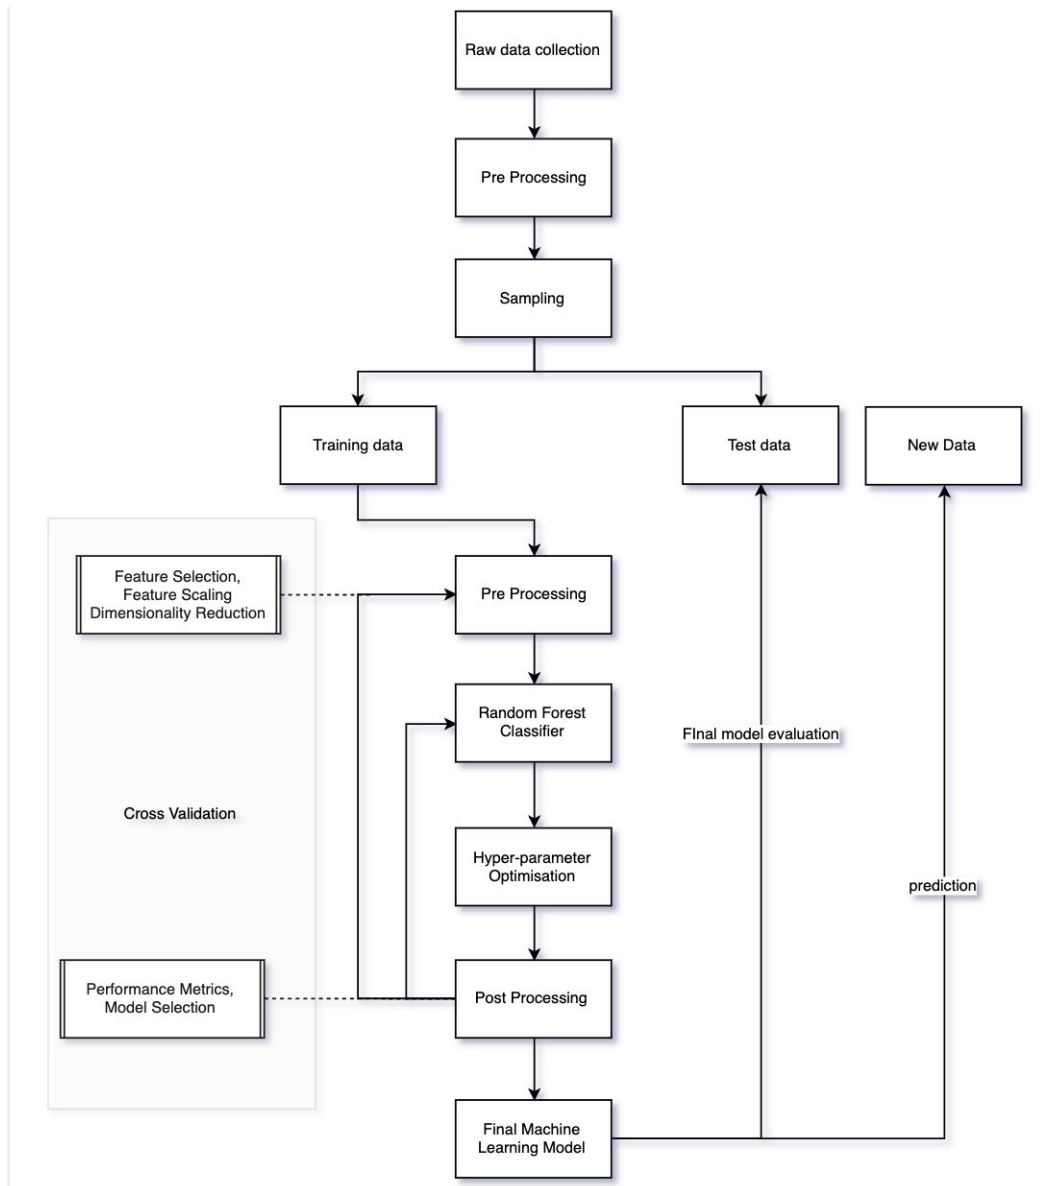 Raw data collection
Pre Processing
Sampling
Training data
Test data
New Data
Feature Selection,
Feature Scaling
Dimensionality Reduction
Pre Processing
Random Forest
Classifier
FInal model evaluation
Cross Validation
Hyper-parameter
Optimisation
prediction
Performance Metrics,
Model Selection
Post Processing
Final Machine
Learning Model